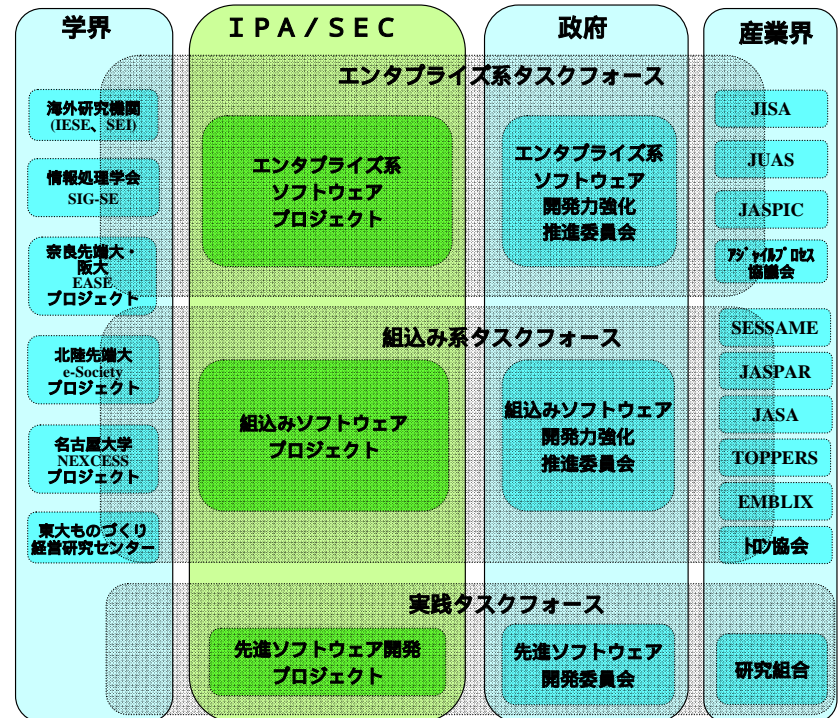 学界
ＩＰＡ/ＳＥＣ
政府
産業界
エンタプライズ系タスクフォース
海外研究機関
(IESE、SEI)
情報処理学会
SIG-SE
奈良先端大・
阪大
EASE
プロジェクト
北陸先端大
e-Society
プロジェクト
名古屋大学
NEXCESS
プロジェクト
東大ものづくり
経営研究センター
エンタプライズ系
ソフトウェア
プロジェクト
エンタプライズ系
ソフトウェア
開発力強化
推進委員会
JISA
JUAS
JASPIC
ｱｼﾞｬｲﾙﾌﾟﾛｾｽ
協議会
組込み系タスクフォース
組込みソフトウェア
プロジェクト
組込みソフトウェア
開発力強化
推進委員会
SESSAME
JASPAR
JASA
TOPPERS
EMBLIX
ﾄﾛﾝ協会
実践タスクフォース
先進ソフトウェア開発
プロジェクト
先進ソフトウェア
開発委員会
研究組合